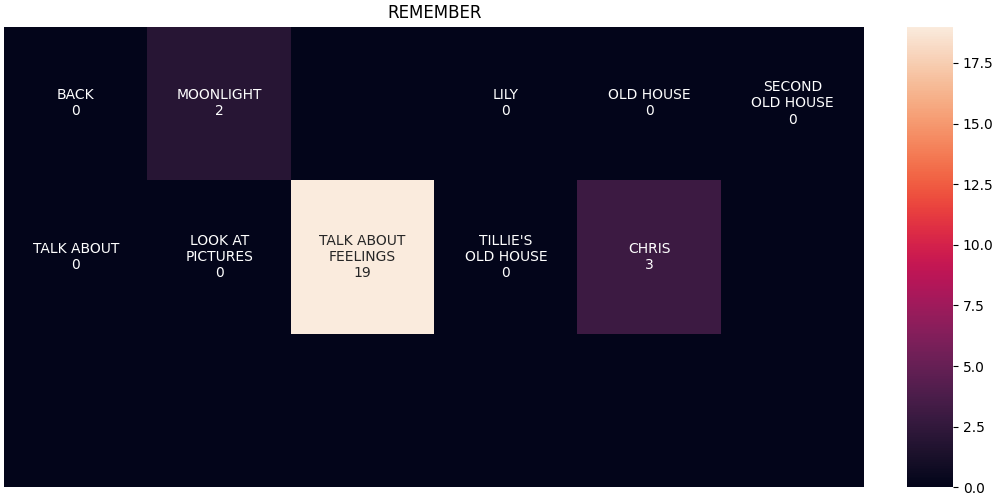 REMEMBER
BACK
0
MOONLIGHT
2
LILY
0
OLD HOUSE
0
SECOND
OLD HOUSE
0
TALK ABOUT
0
LOOK AT
PICTURES
0
TALK ABOUT
FEELINGS
19
TILLIE'S
OLD HOUSE
0
CHRIS
3
17.5
15.0
12.5
10.0
7.5
5.0
2.5
0.0